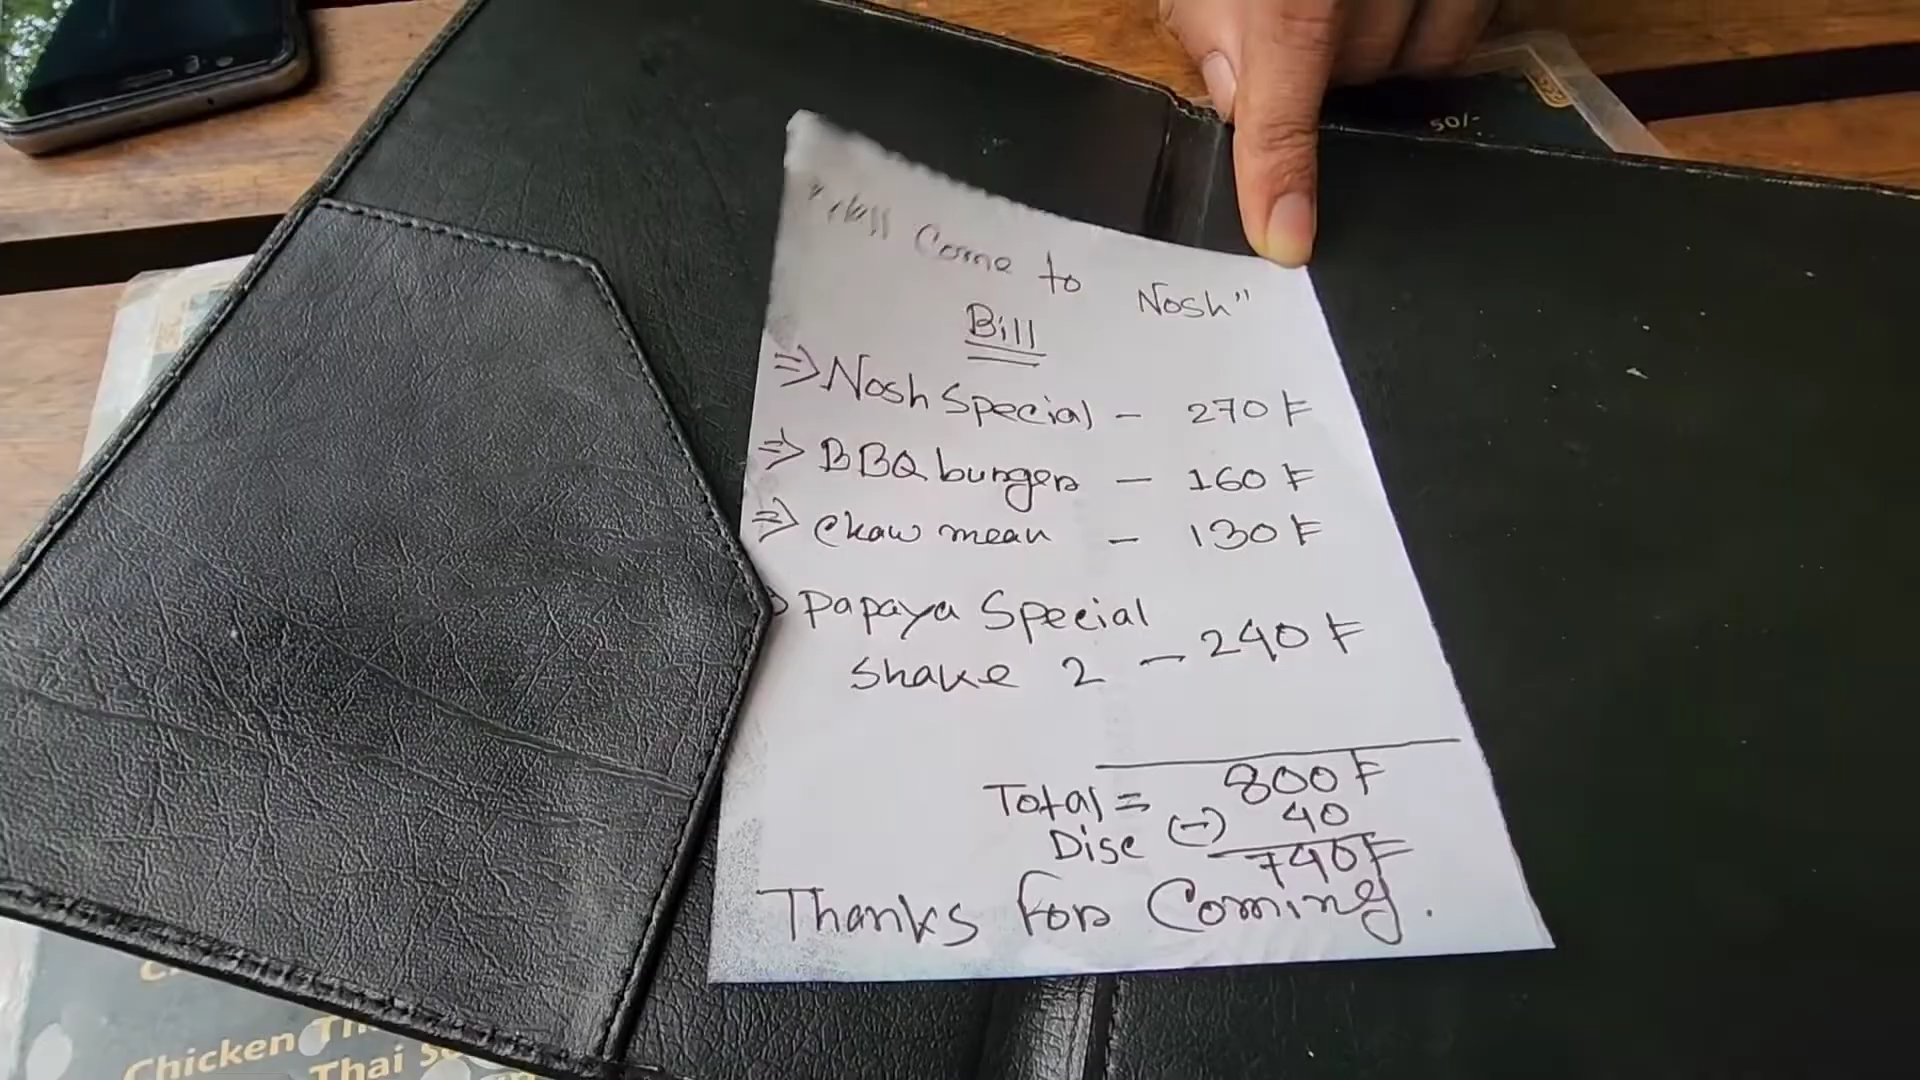 "Well Come to Nosh"
Bill
⇒ Nosh Special - 270 ₣
⇒ BBQ burger - 160 ₣
⇒ Chaw mean - 130 ₣
Papaya Special
Shake 2 - 240 ₣
Total = 800 ₣
Disc (-) 40
740 ₣
Thanks For Coming.
50/-
Chicken
Thai